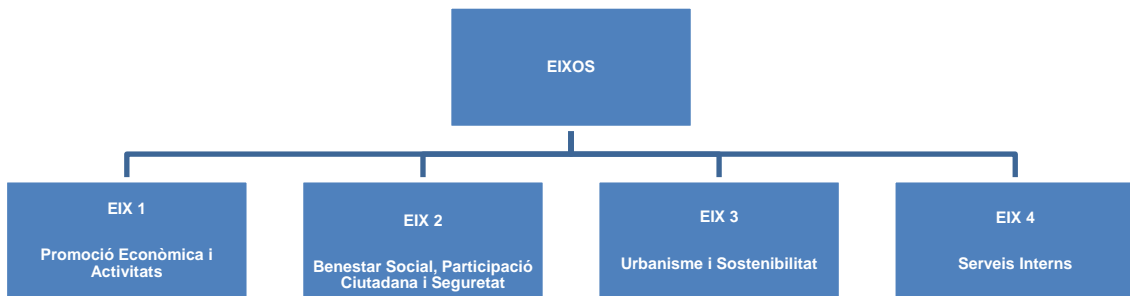 EIXOS
EIX 1
Promoció Econòmica i
Activitats
EIX 2
Benestar Social, Participació
Ciutadana i Seguretat
EIX 3
Urbanisme i Sostenibilitat
EIX 4
Serveis Interns